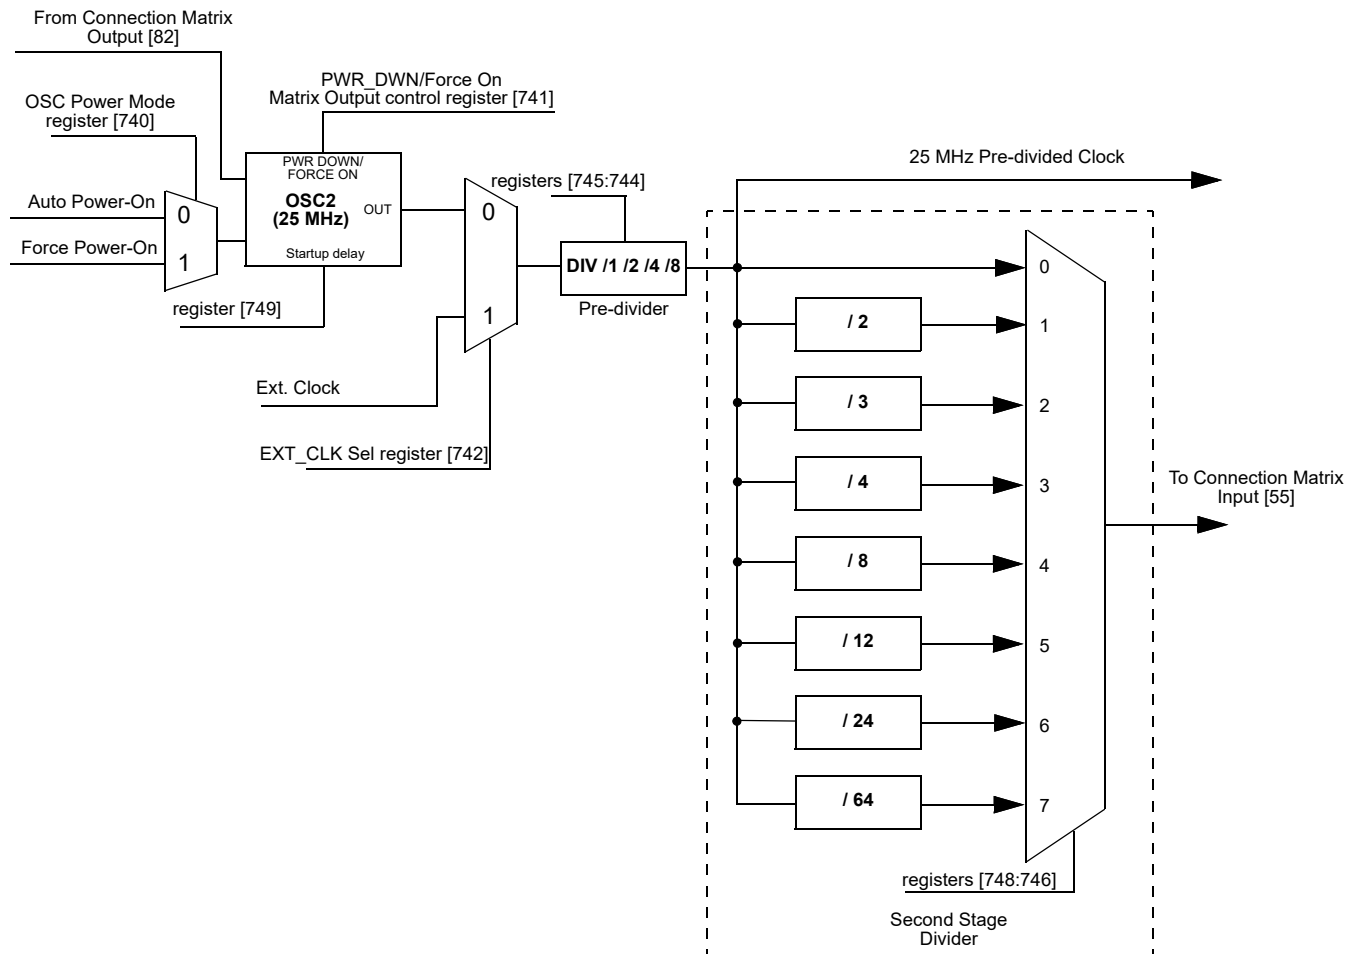 From Connection Matrix
Output [82]
PWR_DWN/Force On
Matrix Output control register [741]
OSC Power Mode
register [740]
PWR DOWN/
FORCE ON
OSC2
(25 MHz)
OUT
Startup delay
Auto Power-On
0
Force Power-On
1
register [749]
0
1
registers [745:744]
DIV /1 /2 /4 /8
Pre-divider
Ext. Clock
EXT_CLK Sel register [742]
25 MHz Pre-divided Clock
0
/ 2
1
/ 3
2
/ 4
3
/ 8
4
/ 12
5
/ 24
6
/ 64
7
To Connection Matrix
Input [55]
registers [748:746]
Second Stage
Divider